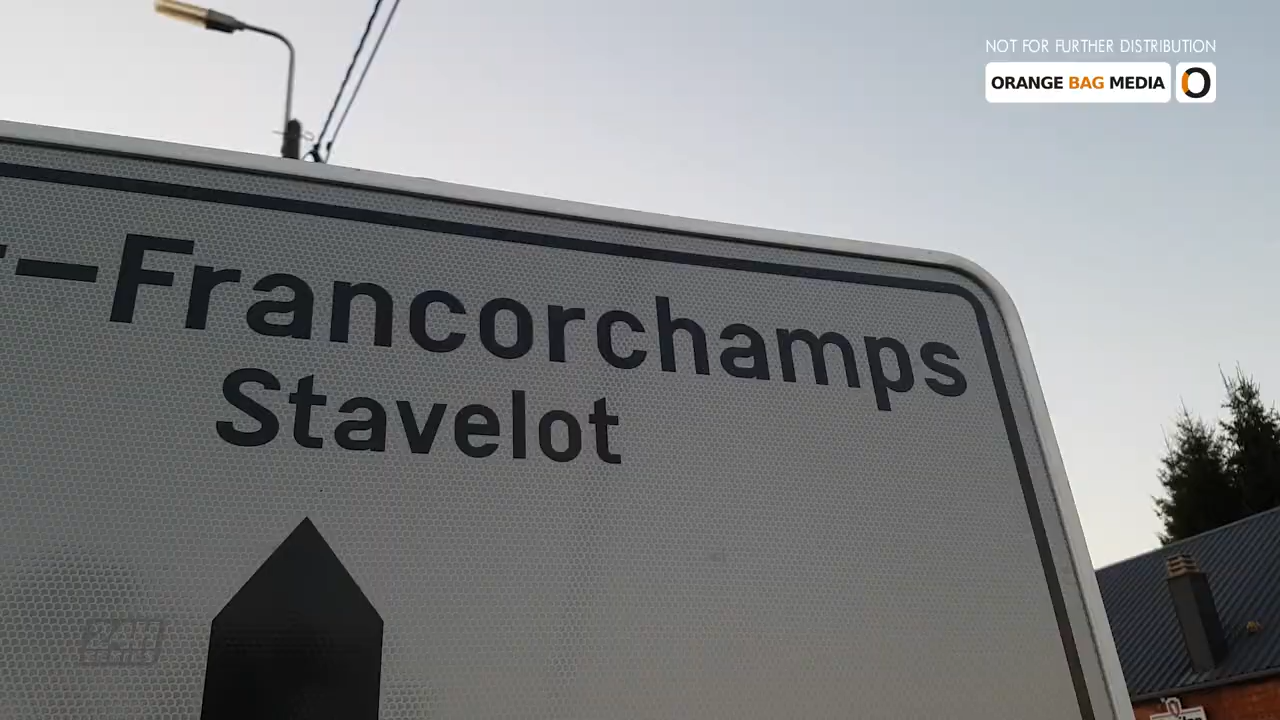 NOT FOR FURTHER DISTRIBUTION
ORANGE BAG MEDIA
-Francorchamps
Stavelot